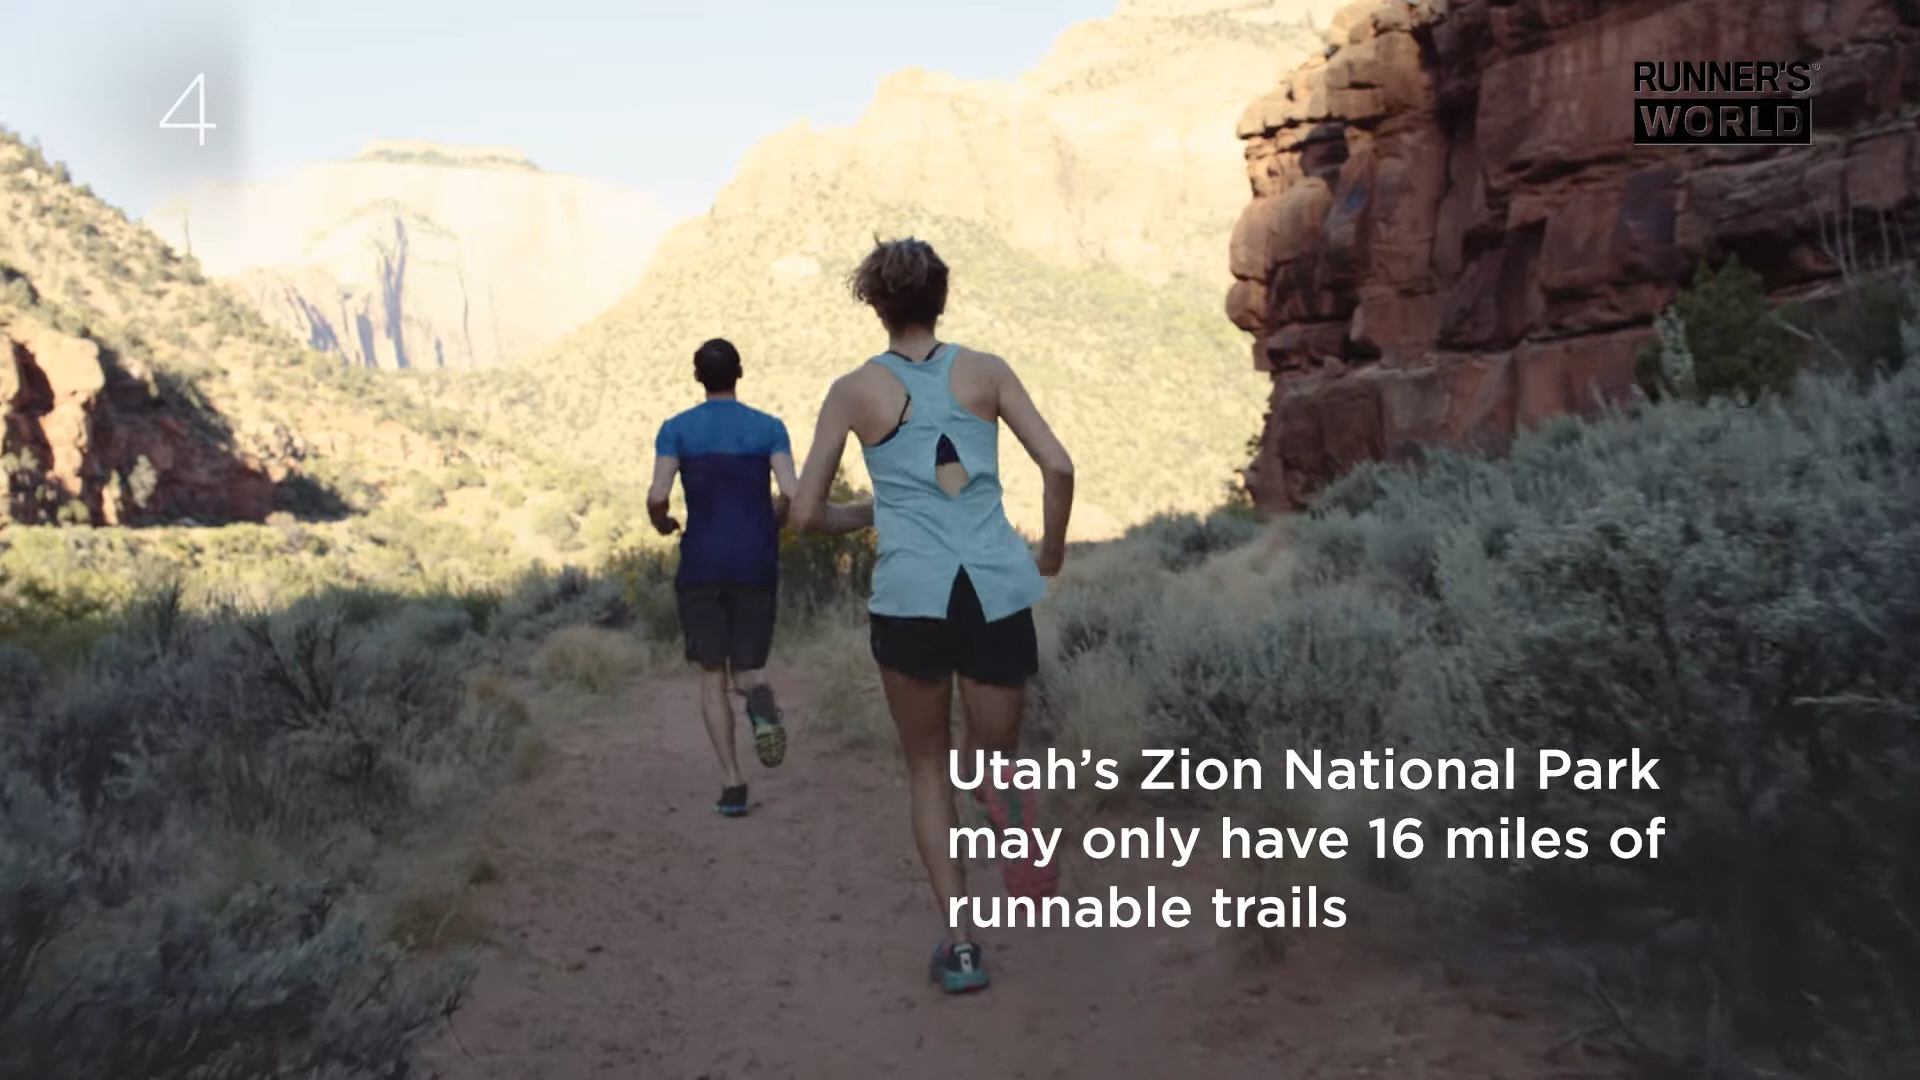 4
RUNNER'S®
WORLD
Utah’s Zion National Park
may only have 16 miles of
runnable trails